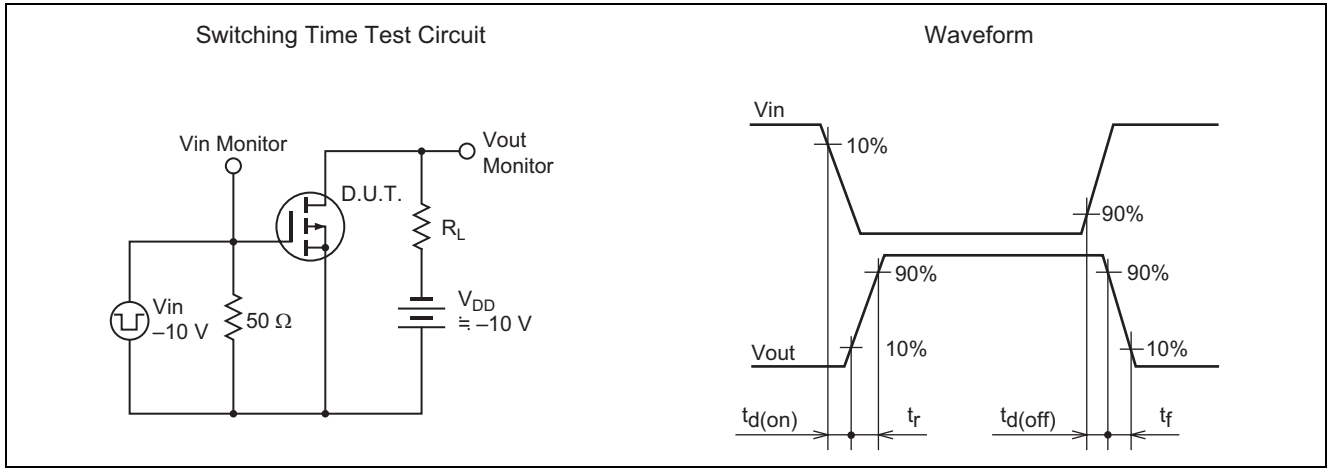 Switching Time Test Circuit
Vin Monitor
D.U.T.
Vout
Monitor
RL
Vin
–10 V
50 Ω
VDD
≒ –10 V
Waveform
Vin
10%
90%
90%
90%
Vout
10%
10%
td(on)
tr
td(off)
tf